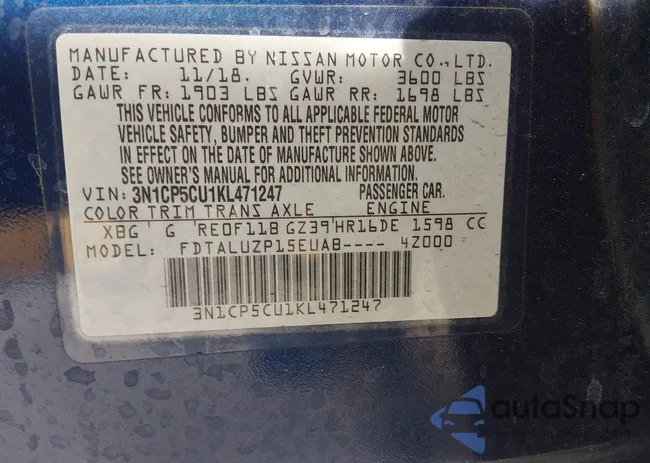 MANUFACTURED BY NISSAN MOTOR CO.,LTD.
DATE: 11/18. GVWR: 3600 LBS
GAWR FR: 1903 LBS GAWR RR: 1698 LBS
THIS VEHICLE CONFORMS TO ALL APPLICABLE FEDERAL MOTOR
VEHICLE SAFETY, BUMPER AND THEFT PREVENTION STANDARDS
IN EFFECT ON THE DATE OF MANUFACTURE SHOWN ABOVE.
SEE OWNER'S MANUAL FOR ADDITIONAL INFORMATION.
VIN: 3N1CP5CU1KL471247 PASSENGER CAR.
COLOR TRIM TRANS AXLE ENGINE
XBG G RE0F11B GZ39 HR16DE 1598 CC
FDTALUZP15EUAB---- 4Z000
3N1CP5CU1KL471247
autoSnap